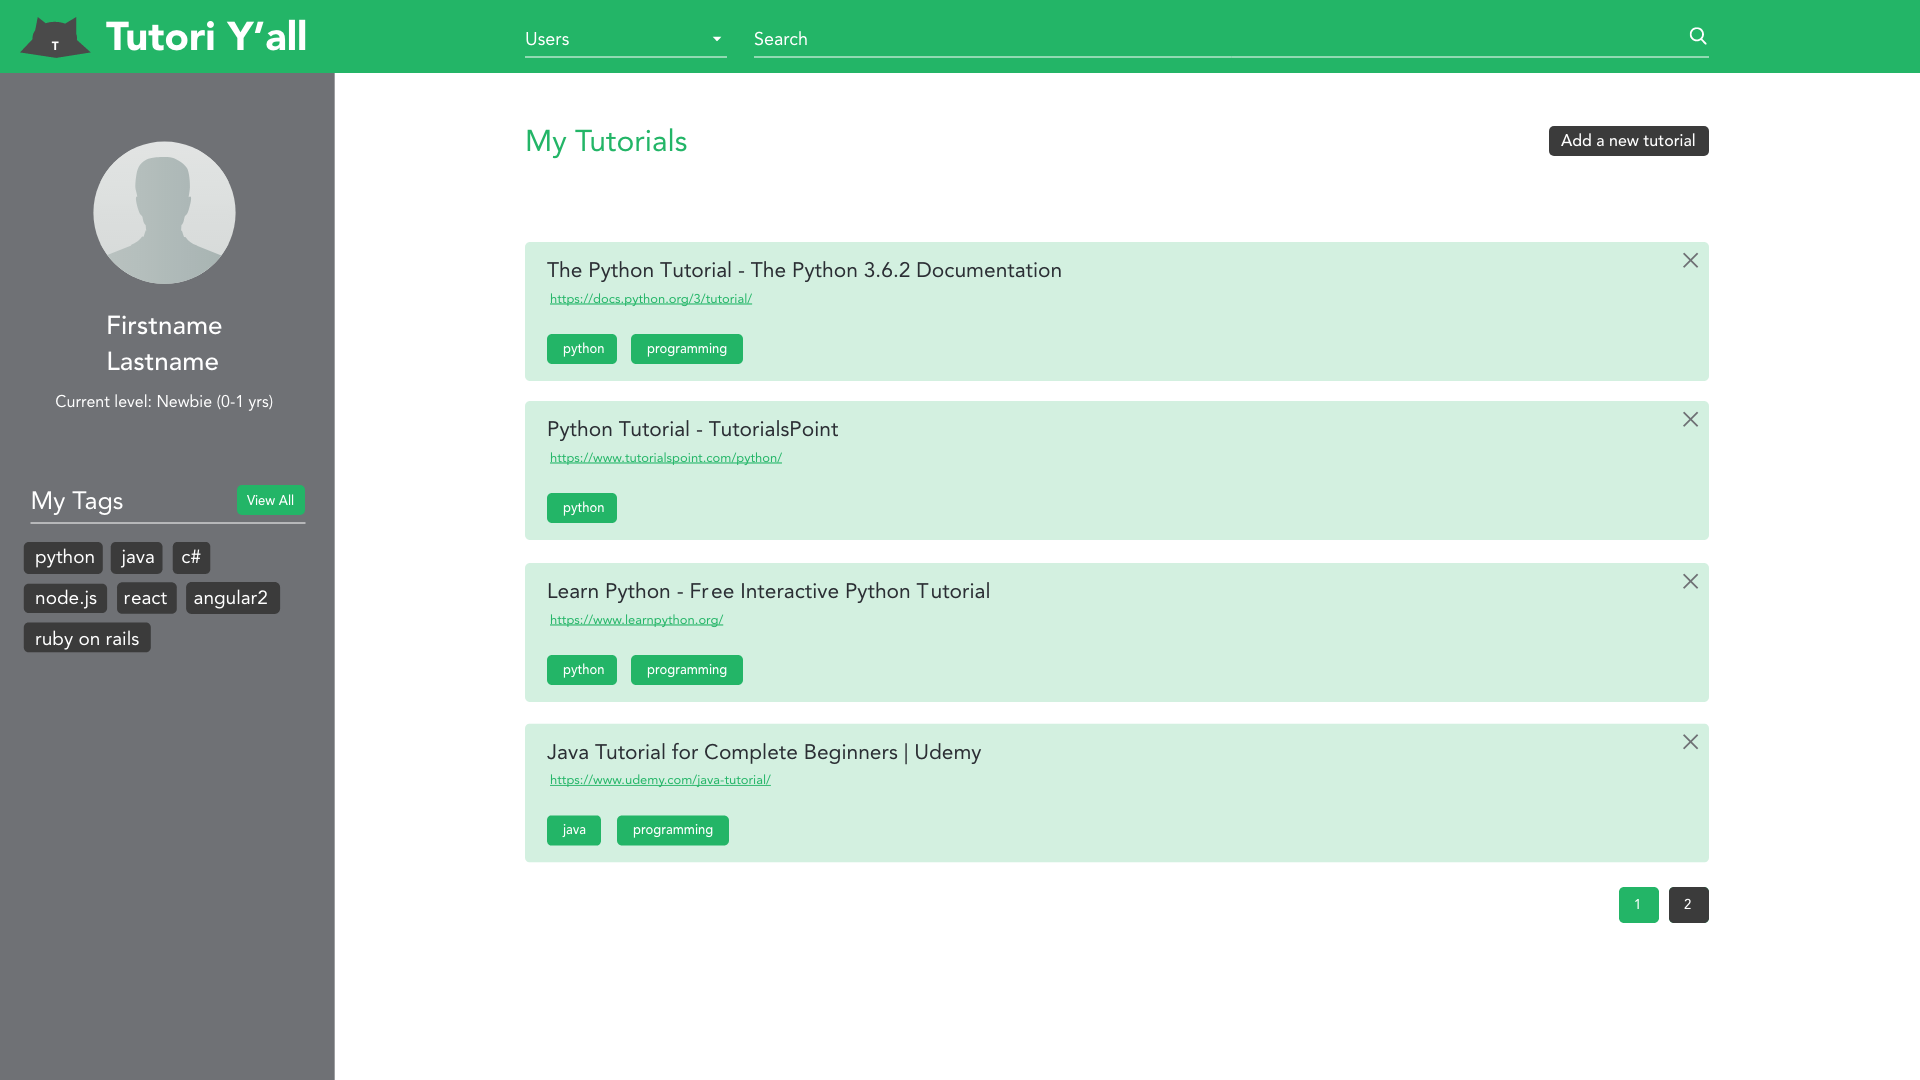 T
Tutori Y’all
Users
Search
Firstname
Lastname
Current level: Newbie (0-1 yrs)
My Tags
View All
python java c#
node.js react angular2
ruby on rails
My Tutorials
Add a new tutorial
The Python Tutorial - The Python 3.6.2 Documentation
https://docs.python.org/3/tutorial/
python programming
Python Tutorial - TutorialsPoint
https://www.tutorialspoint.com/python/
python
Learn Python - Free Interactive Python Tutorial
https://www.learnpython.org/
python programming
Java Tutorial for Complete Beginners | Udemy
https://www.udemy.com/java-tutorial/
java programming
1 2